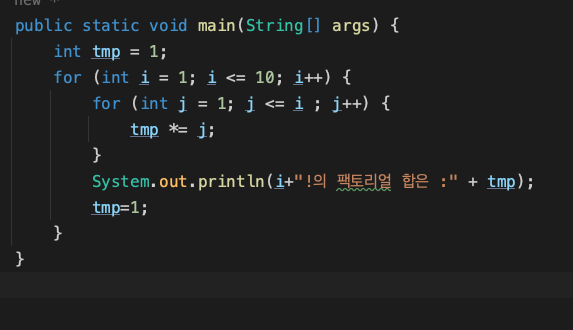 new *
public static void main(String[] args) {
int tmp = 1;
for (int i = 1; i <= 10; i++) {
for (int j = 1; j <= i ; j++) {
tmp *= j;
}
System.out.println(i+"!의 팩토리얼 합은 :" + tmp);
tmp=1;
}
}